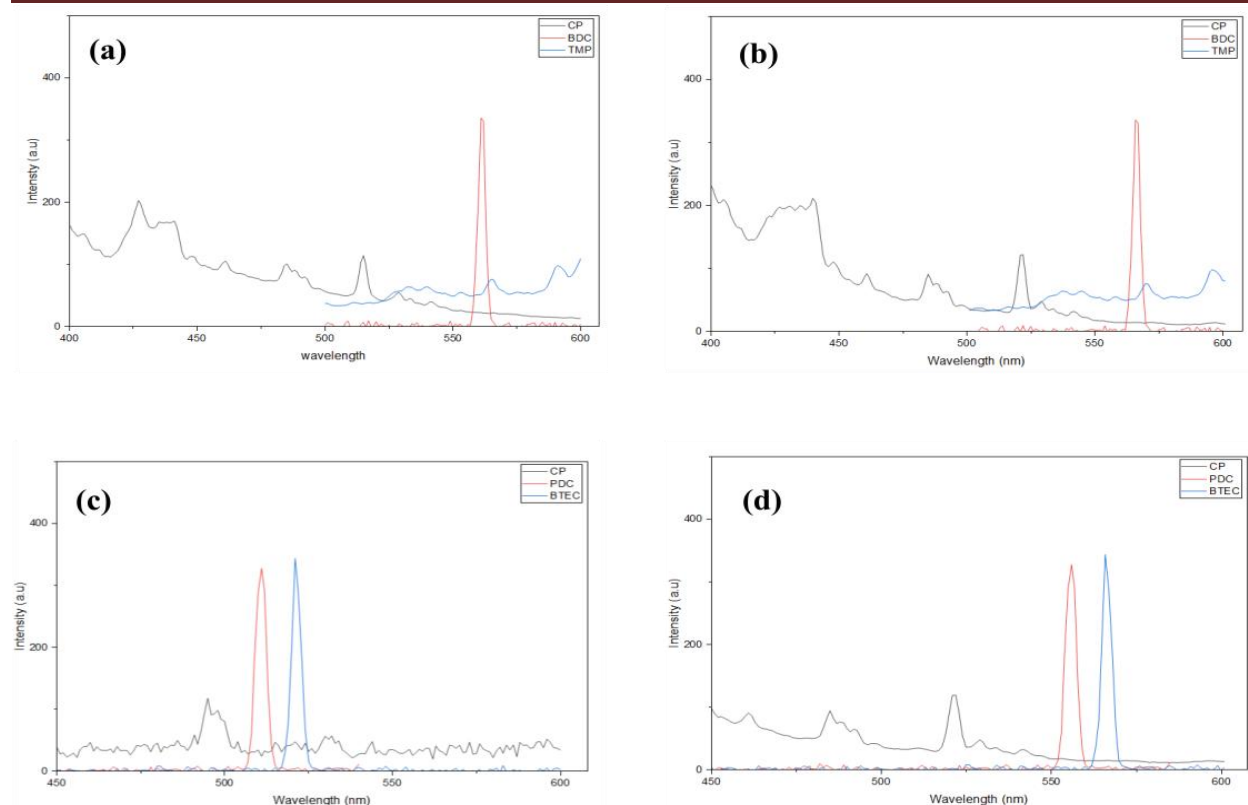 (a)
CP
BDC
TMP
400
200
0
Intensty (a.u)
400
450
500
550
600
wavelength
(b)
CP
BDC
TMP
400
200
0
Intensity (a.u)
400
450
500
550
600
Wavelength (nm)
(c)
CP
PDC
BTEC
400
200
0
Intensity (a.u)
450
500
550
600
Wavelength (nm)
(d)
CP
PDC
BTEC
400
200
0
Intensity (a.u)
450
500
550
600
Wavelength (nm)